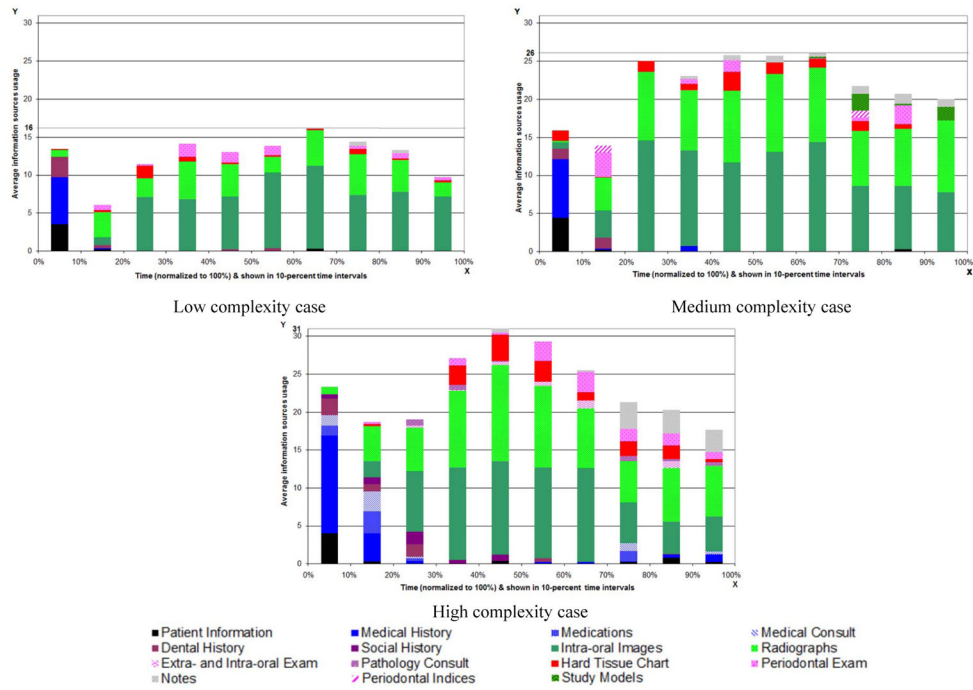 Y
Y
30
25
20
16
15
10
5
0
Average information sources usage
0% 10% 20% 30% 40% 50% 60% 70% 80% 90% 100%
Time (normalized to 100%) & shown in 10-percent time intervals
X
30
26
25
20
15
10
5
0
Average information sources usage
0% 10% 20% 30% 40% 50% 60% 70% 80% 90% 100%
Time (normalized to 100%) & shown in 10-percent time intervals
X
Low complexity case
Medium complexity case
Y
31
30
25
20
15
10
5
0
Average information sources usage
0% 10% 20% 30% 40% 50% 60% 70% 80% 90% 100%
Time (normalized to 100%) & shown in 10-percent time intervals
X
High complexity case
Patient Information Medical History Medications Medical Consult
Dental History Social History Intra-oral Images Radiographs
Extra- and Intra-oral Exam Pathology Consult Hard Tissue Chart Periodontal Exam
Notes Periodontal Indices Study Models